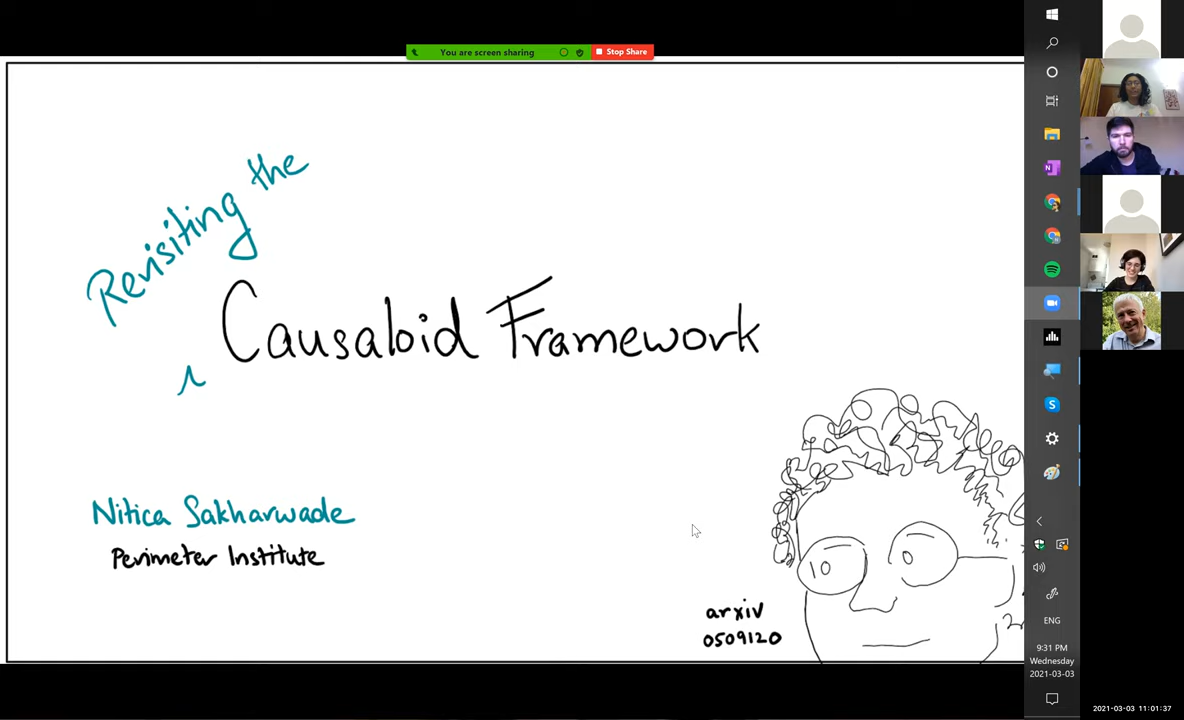 You are screen sharing
Stop Share
Revisiting the
Causaloid Framework
Nitica Sakharwade
Perimeter Institute
arxiv
0509120
ENG
9:31 PM
Wednesday
2021-03-03
2021-03-03 11:01:37